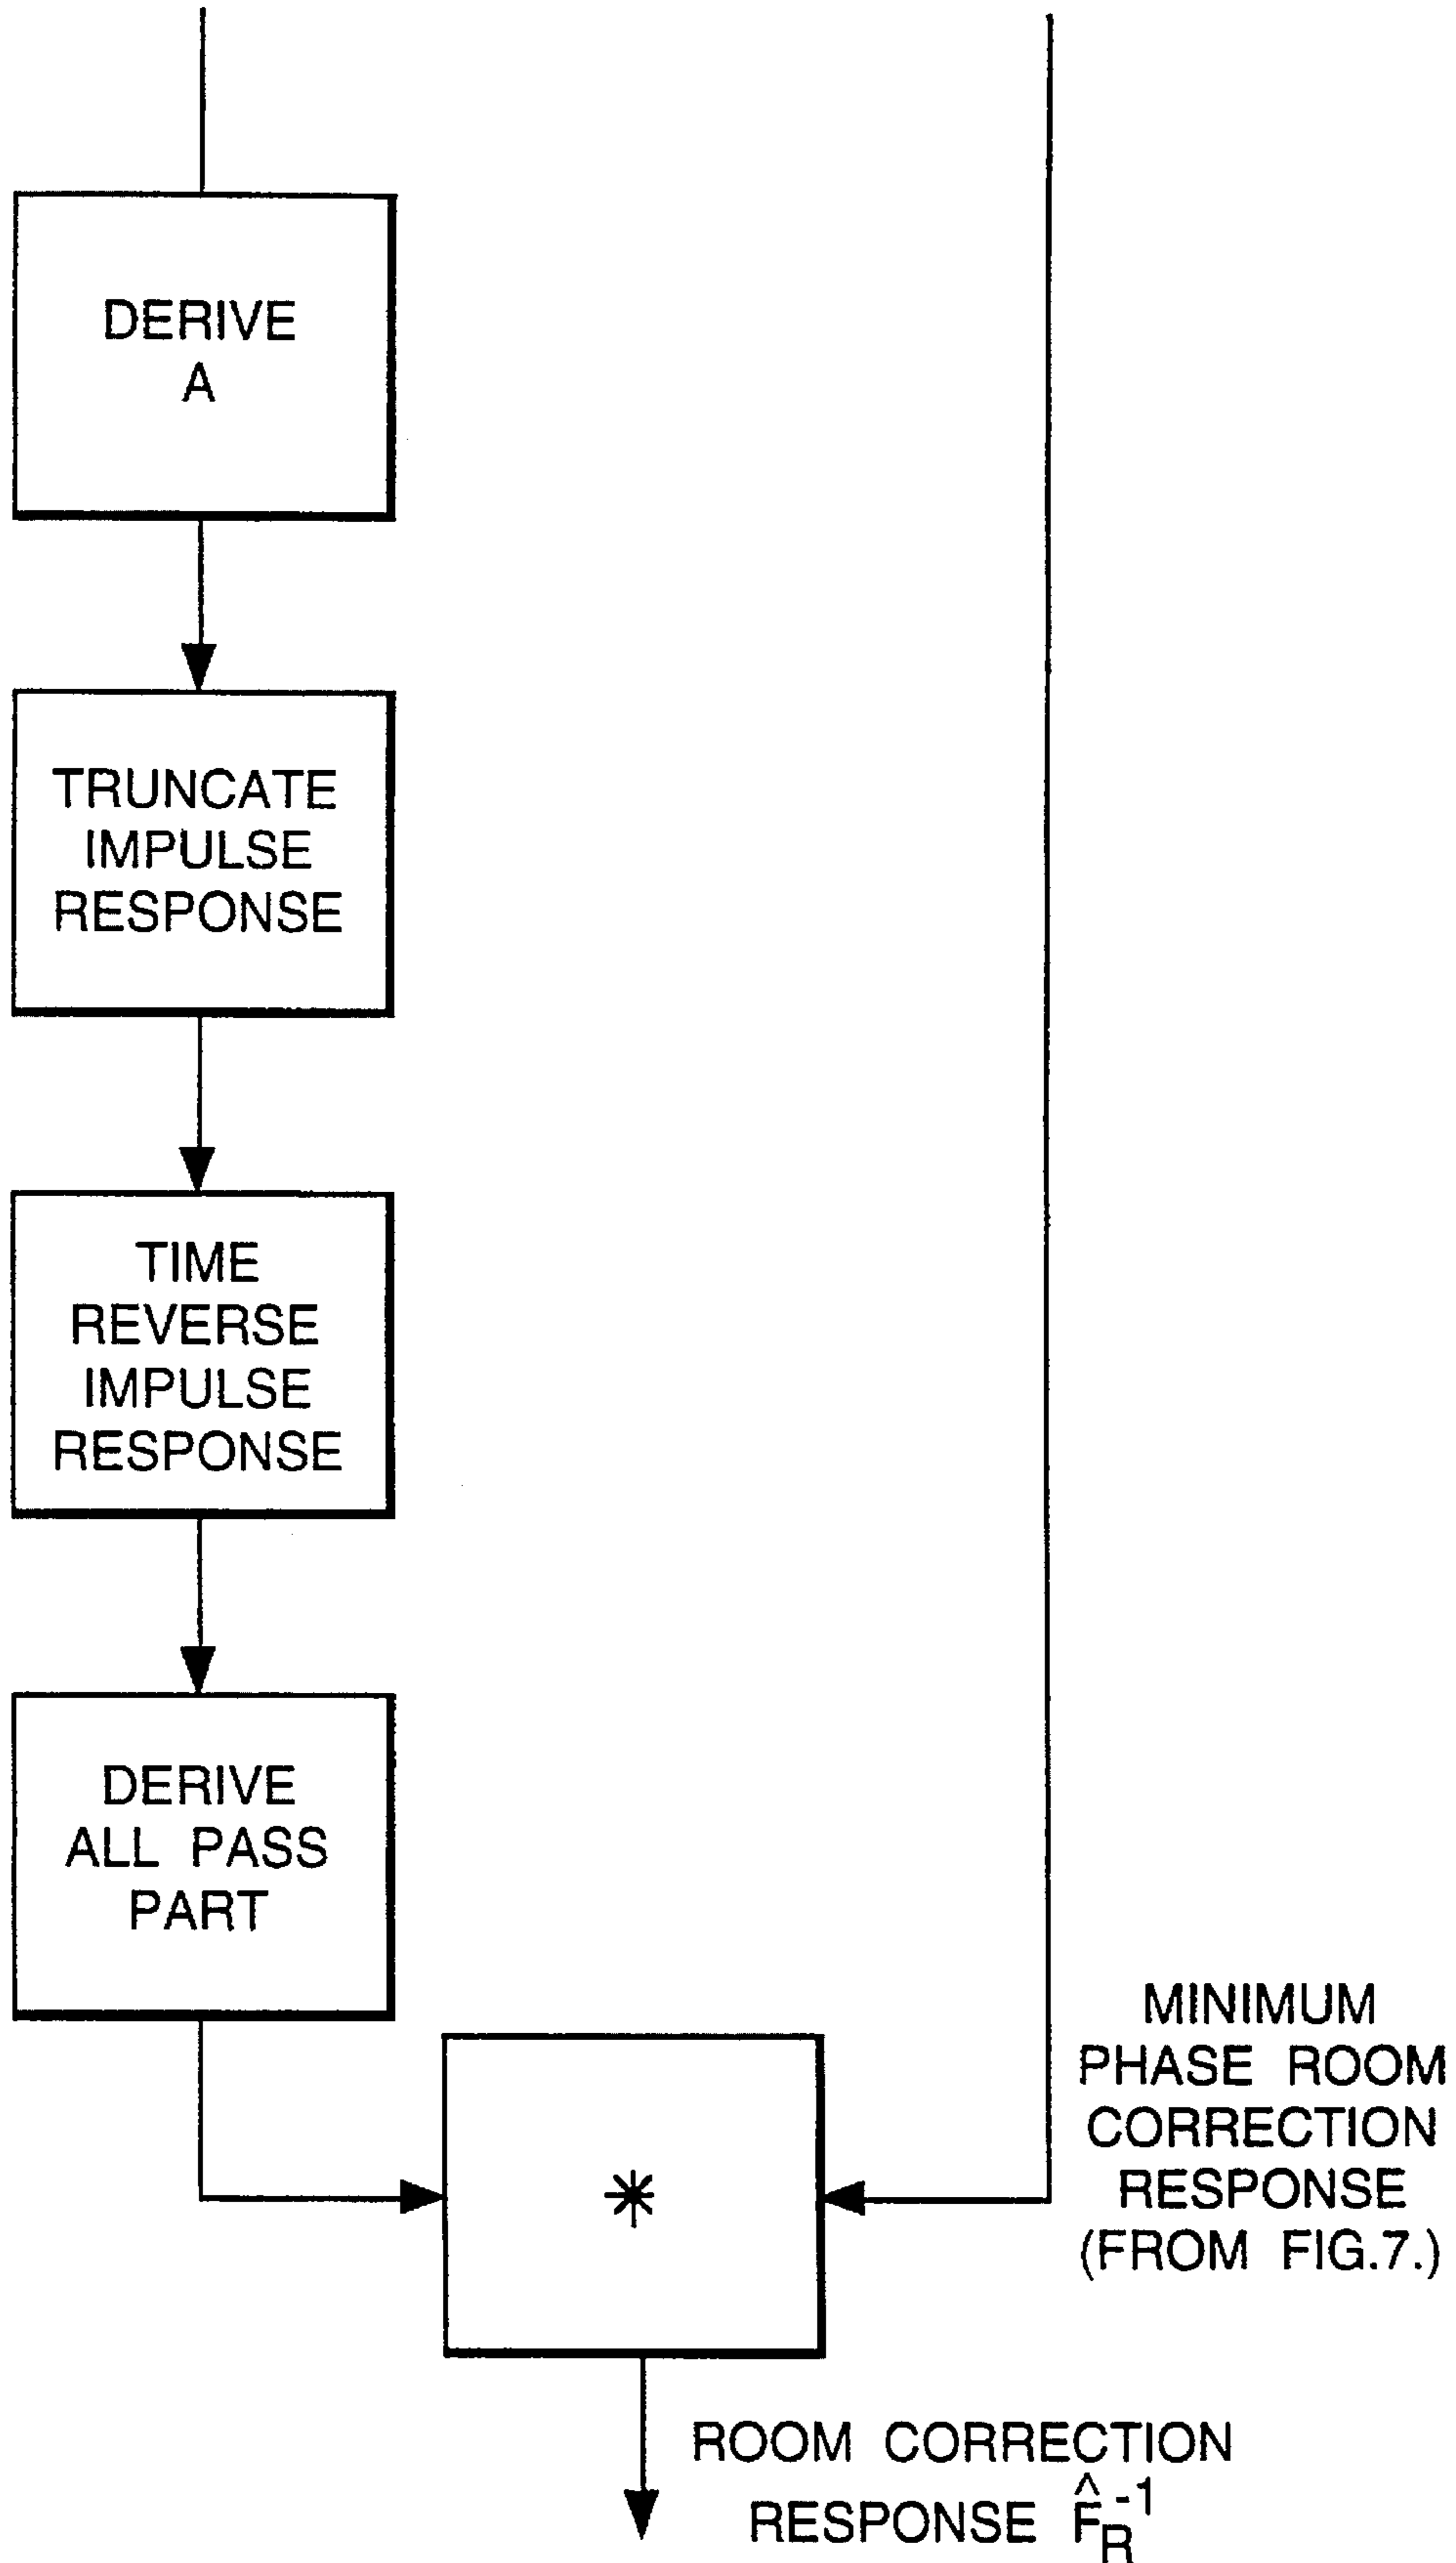 DERIVE
A
TRUNCATE
IMPULSE
RESPONSE
TIME
REVERSE
IMPULSE
RESPONSE
DERIVE
ALL PASS
PART
*
MINIMUM
PHASE ROOM
CORRECTION
RESPONSE
(FROM FIG.7.)
ROOM CORRECTION
RESPONSE F̂_R^-1